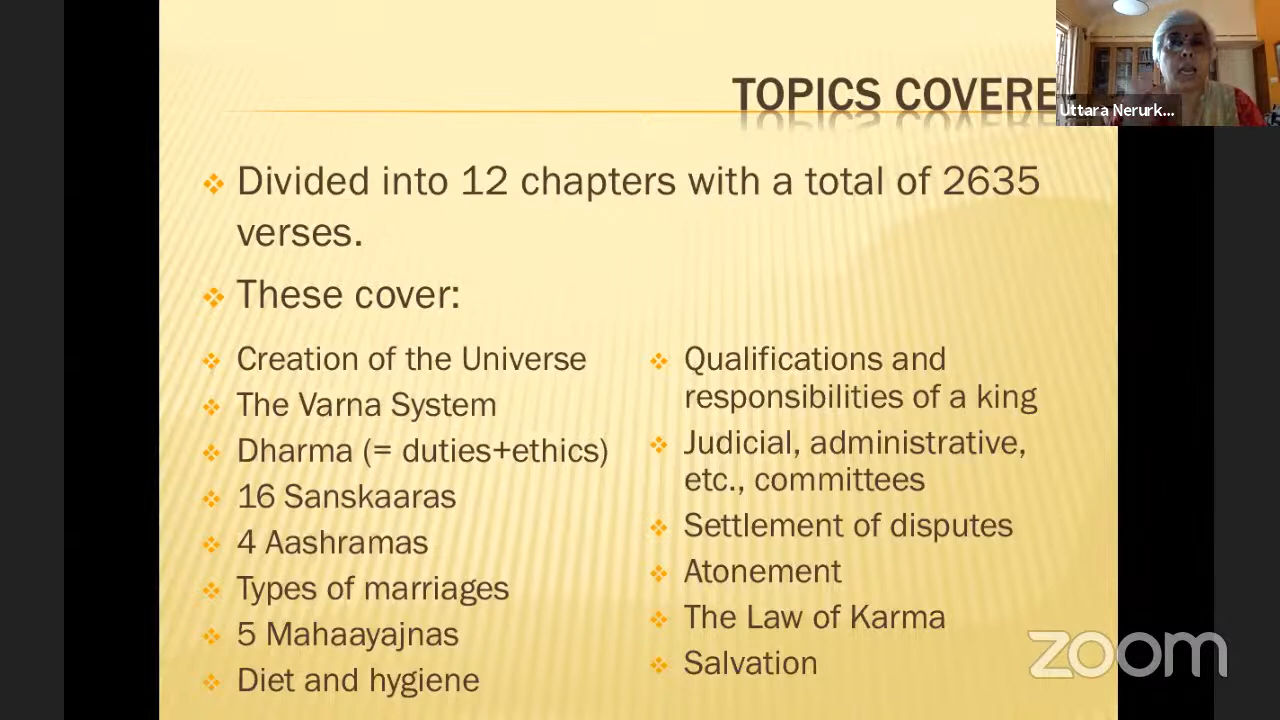 TOPICS COVERE
Uttara Nerurk...
Divided into 12 chapters with a total of 2635
verses.
These cover:
Creation of the Universe
The Varna System
Dharma (= duties+ethics)
16 Sanskaaras
4 Aashramas
Types of marriages
5 Mahaayajnas
Diet and hygiene
Qualifications and
responsibilities of a king
Judicial, administrative,
etc., committees
Settlement of disputes
Atonement
The Law of Karma
Salvation
zoom